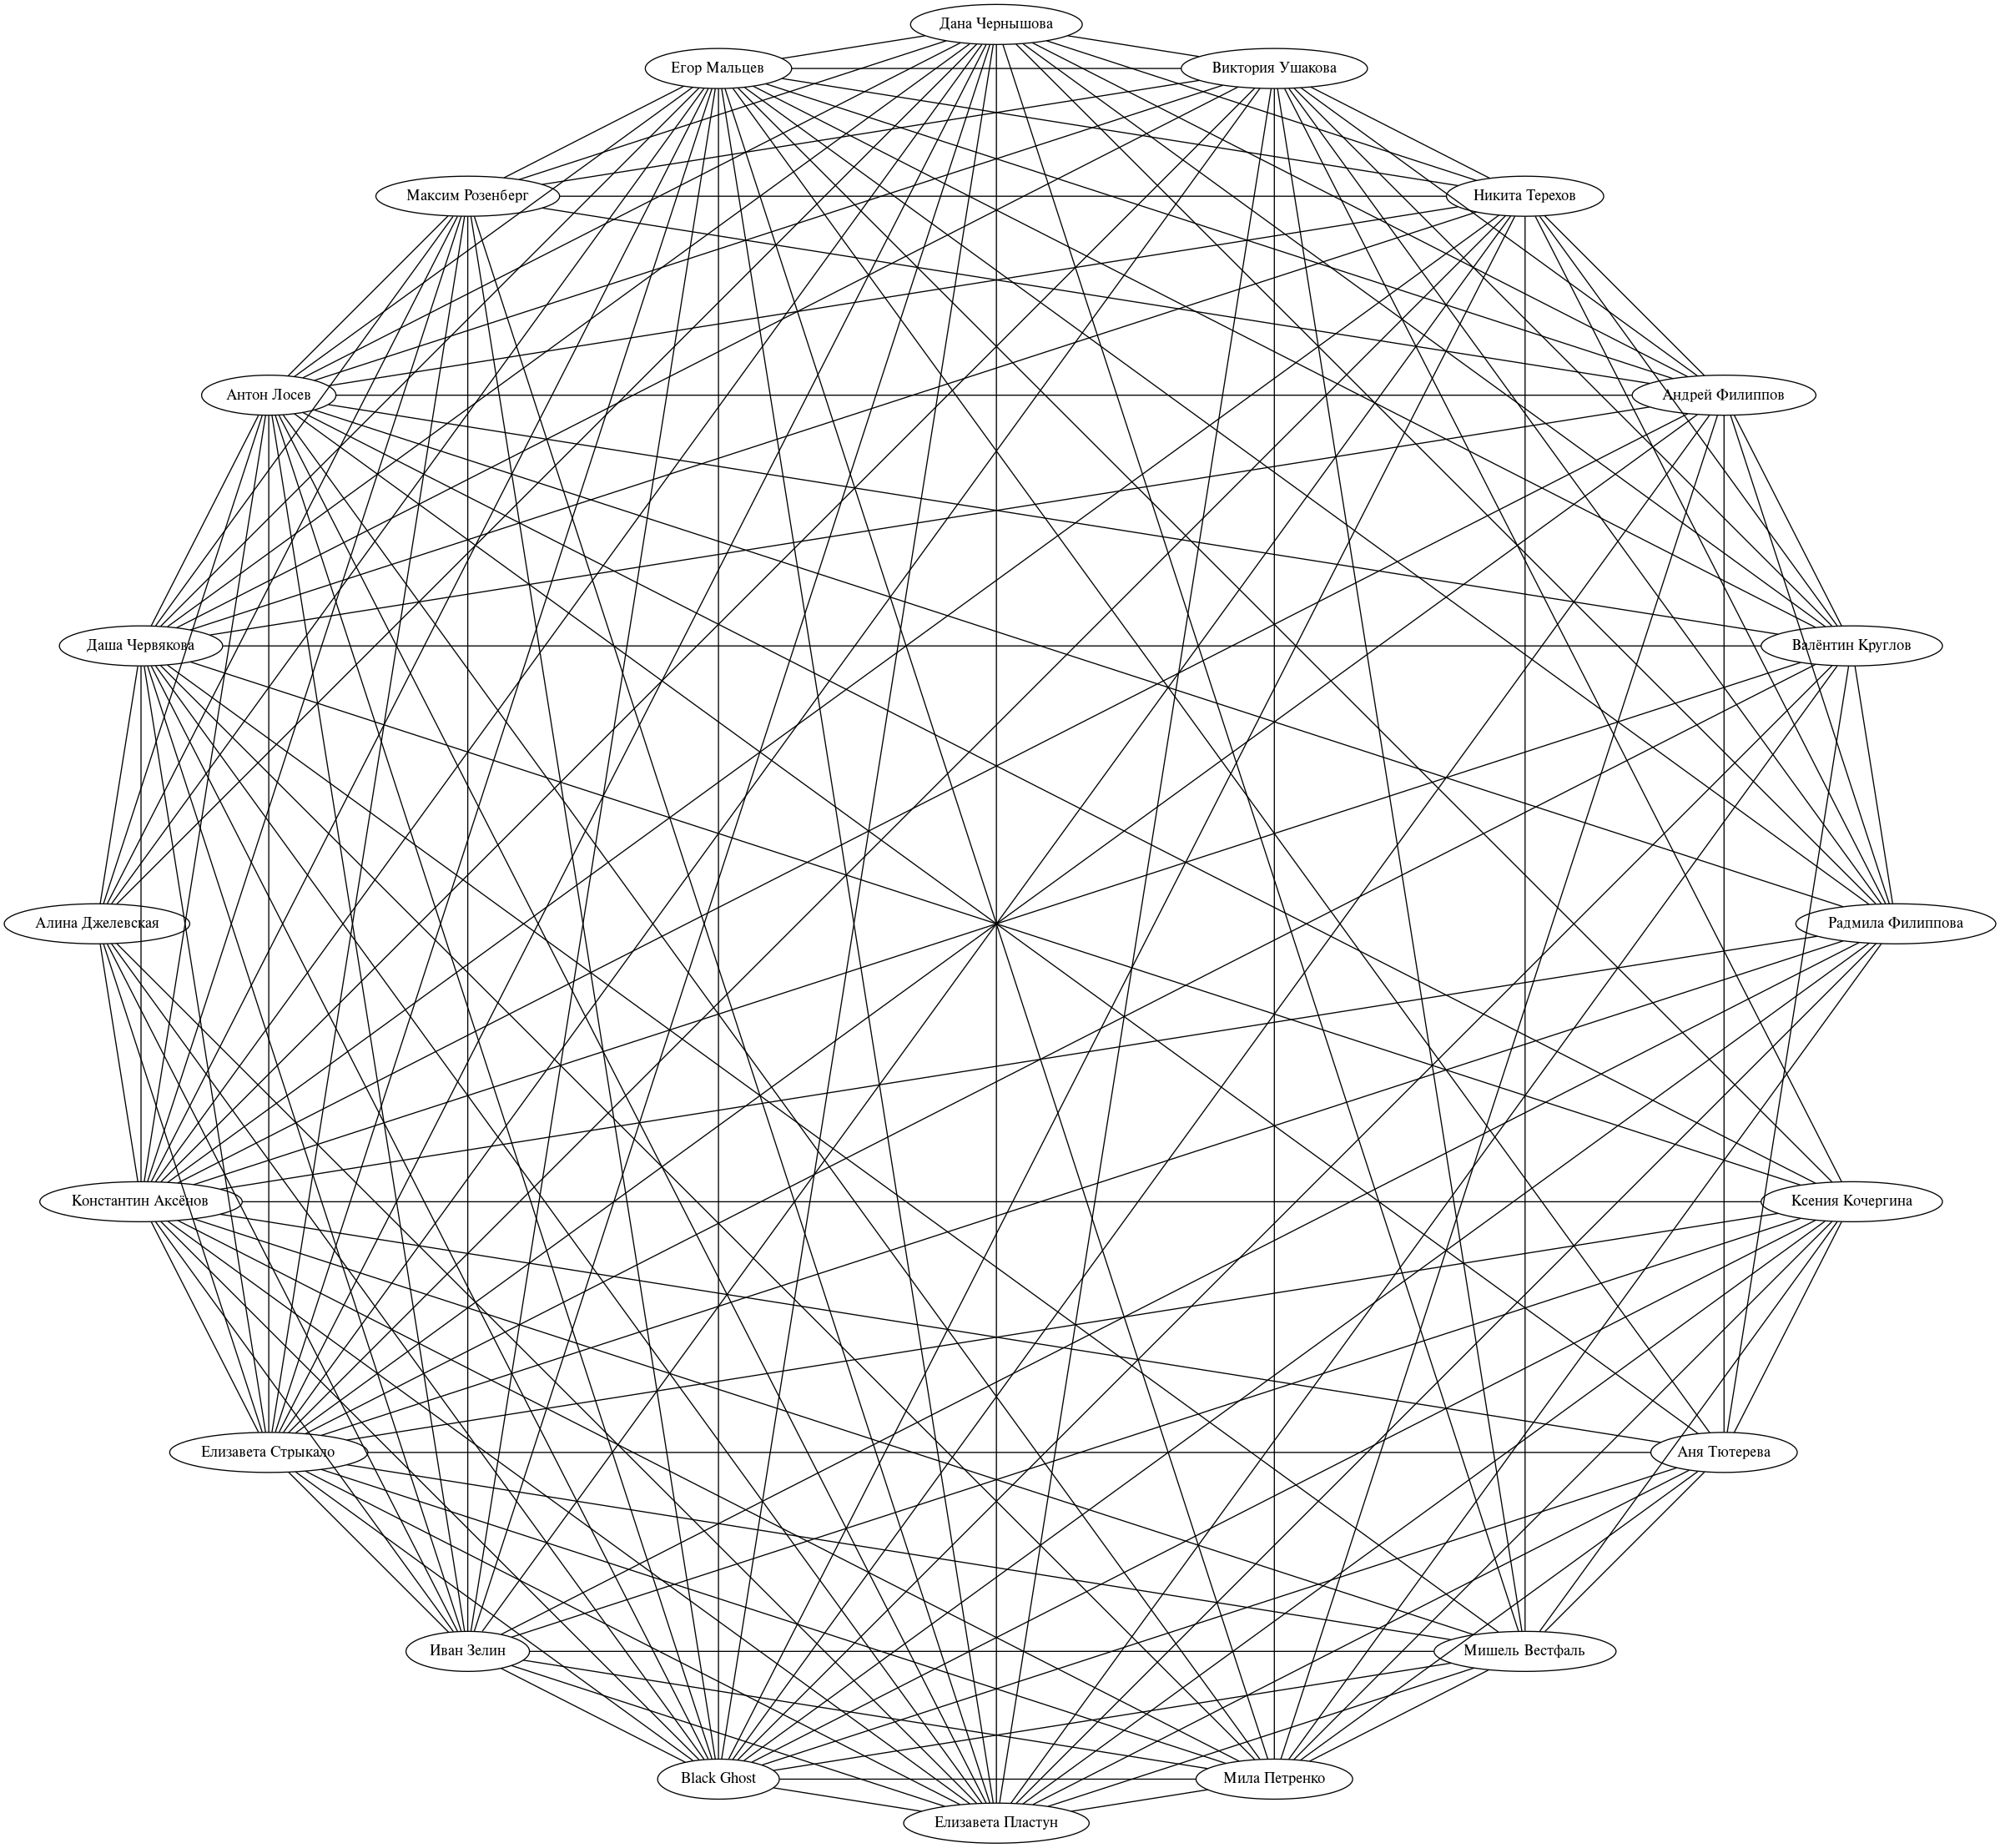 Дана Чернышова
Егор Мальцев
Виктория Ушакова
Максим Розенберг
Никита Терехов
Антон Лосев
Андрей Филиппов
Даша Червякова
Валёнтин Круглов
Алина Джелевская
Радмила Филиппова
Константин Аксёнов
Ксения Кочергина
Елизавета Стрыкало
Аня Тютерева
Иван Зелин
Мишель Вестфаль
Black Ghost
Мила Петренко
Елизавета Пластун